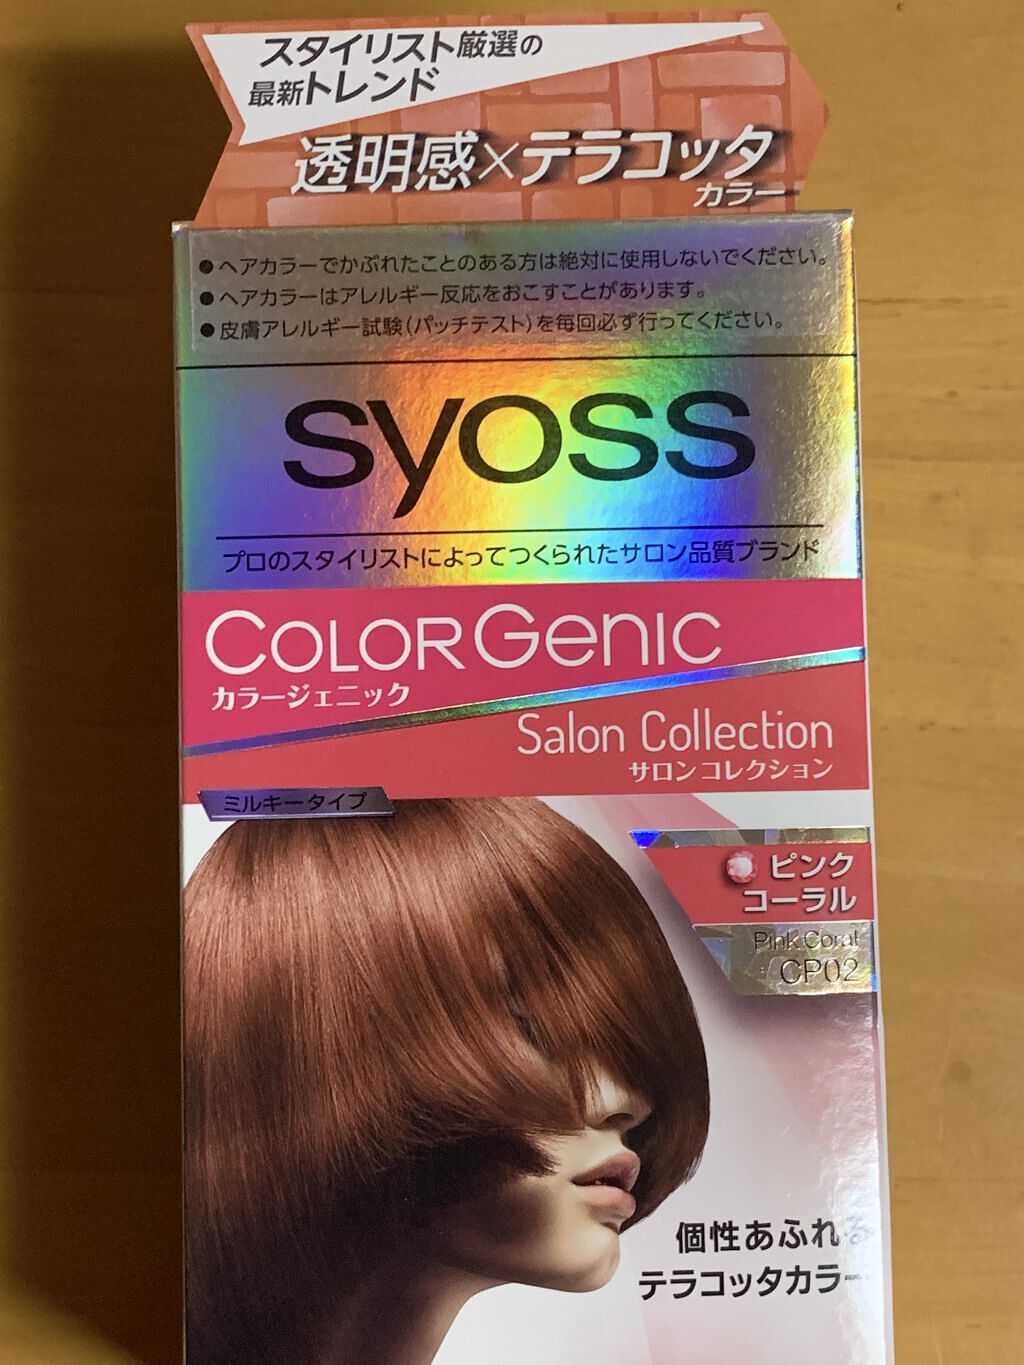 スタイリスト厳選の
最新トレンド
透明感×テラコッタ
カラー
●ヘアカラーでかぶれたことのある方は絶対に使用しないでください。
●ヘアカラーはアレルギー反応をおこすことがあります。
●皮膚アレルギー試験(パッチテスト)を毎回必ず行ってください。
syoss
プロのスタイリストによってつくられたサロン品質ブランド
COLORGenic
カラージェニック
Salon Collection
サロンコレクション
ミルキータイプ
ピンク
コーラル
Pink Coral
CP02
個性あふれる
テラコッタカラー